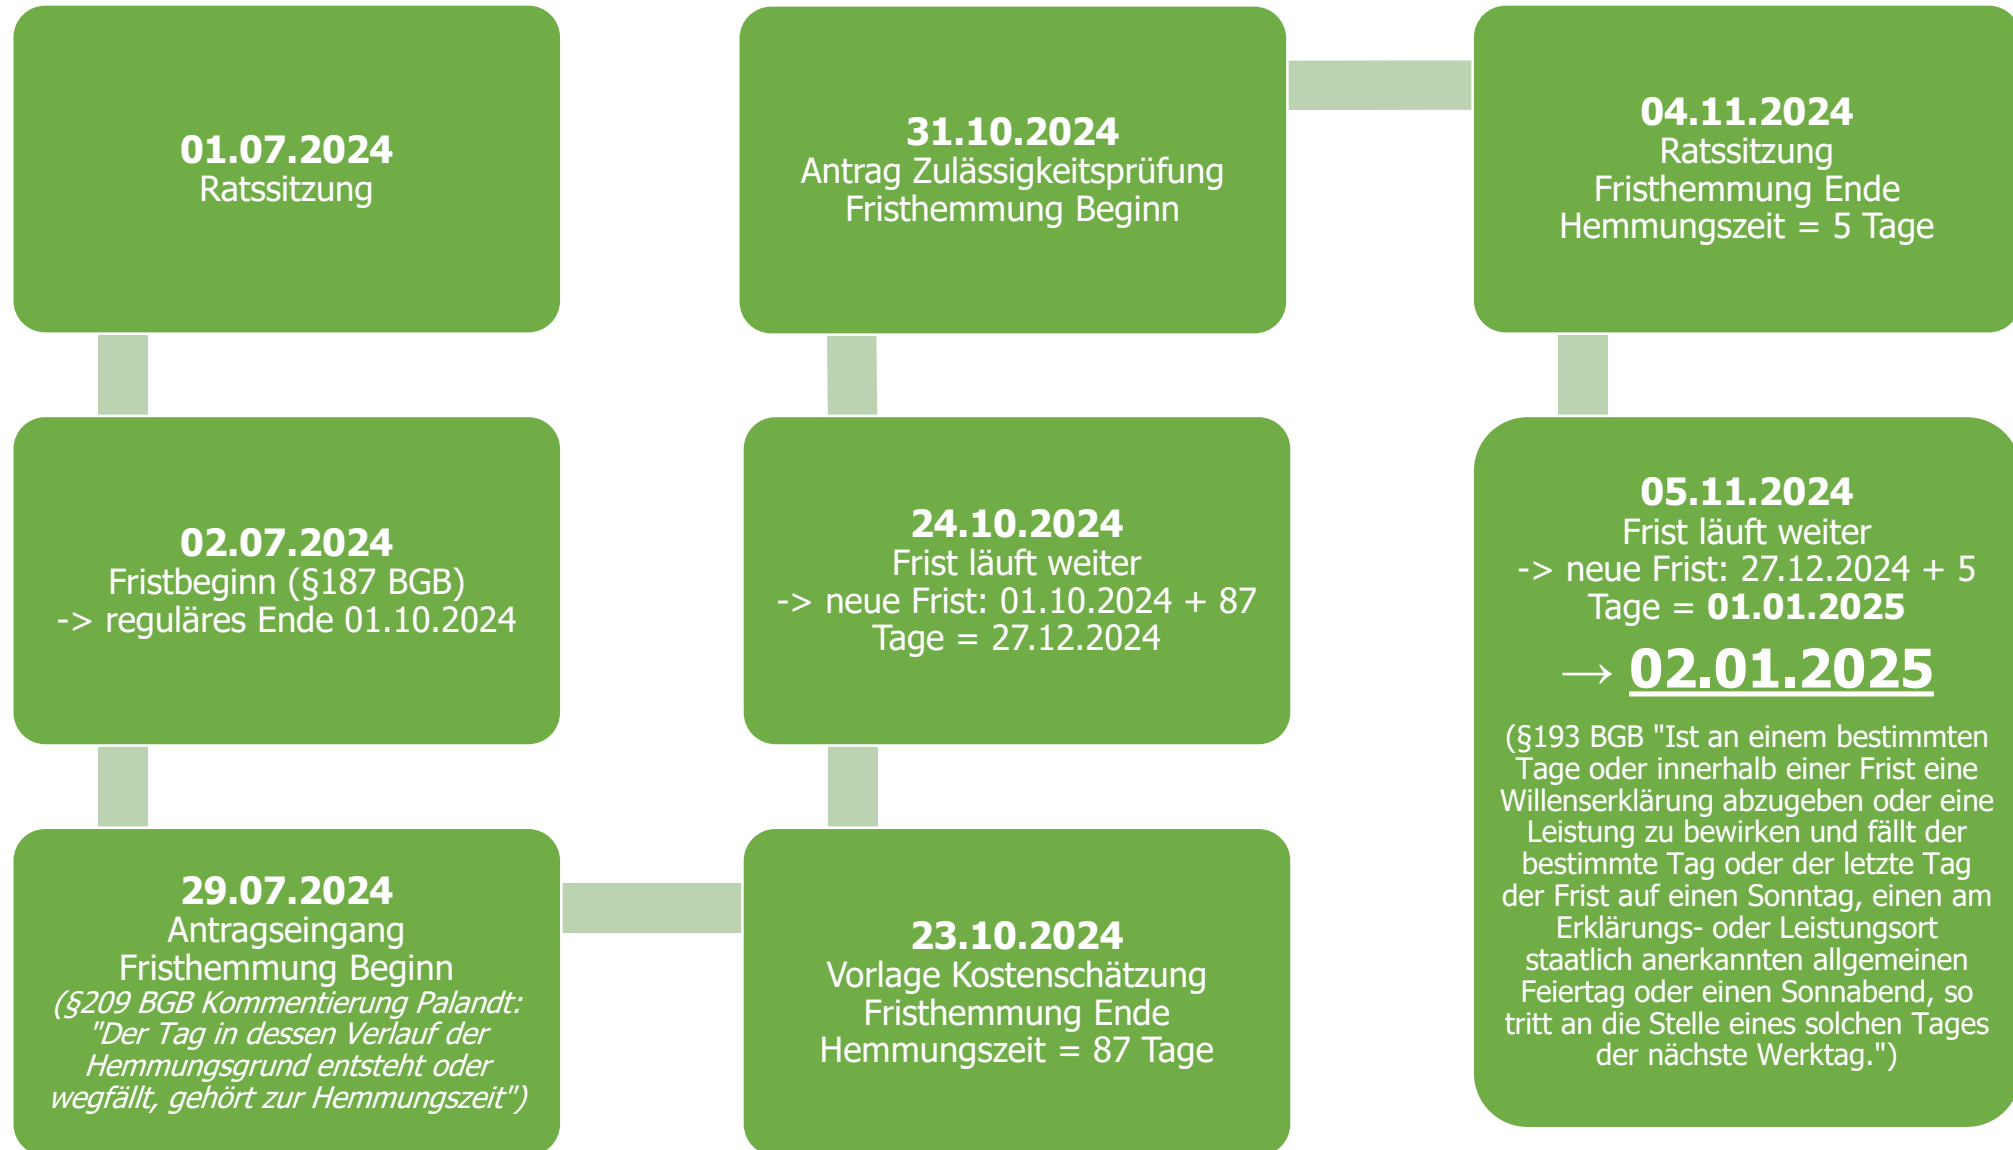 01.07.2024
Ratssitzung
02.07.2024
Fristbeginn (§187 BGB)
-> reguläres Ende 01.10.2024
29.07.2024
Antragseingang
Fristhemmung Beginn
(§209 BGB Kommentierung Palandt:
"Der Tag in dessen Verlauf der
Hemmungsgrund entsteht oder
wegfällt, gehört zur Hemmungszeit")
23.10.2024
Vorlage Kostenschätzung
Fristhemmung Ende
Hemmungszeit = 87 Tage
24.10.2024
Frist läuft weiter
-> neue Frist: 01.10.2024 + 87
Tage = 27.12.2024
31.10.2024
Antrag Zulässigkeitsprüfung
Fristhemmung Beginn
04.11.2024
Ratssitzung
Fristhemmung Ende
Hemmungszeit = 5 Tage
05.11.2024
Frist läuft weiter
-> neue Frist: 27.12.2024 + 5
Tage = 01.01.2025
→ 02.01.2025
(§193 BGB "Ist an einem bestimmten
Tage oder innerhalb einer Frist eine
Willenserklärung abzugeben oder eine
Leistung zu bewirken und fällt der
bestimmte Tag oder der letzte Tag
der Frist auf einen Sonntag, einen am
Erklärungs- oder Leistungsort
staatlich anerkannten allgemeinen
Feiertag oder einen Sonnabend, so
tritt an die Stelle eines solchen Tages
der nächste Werktag.")